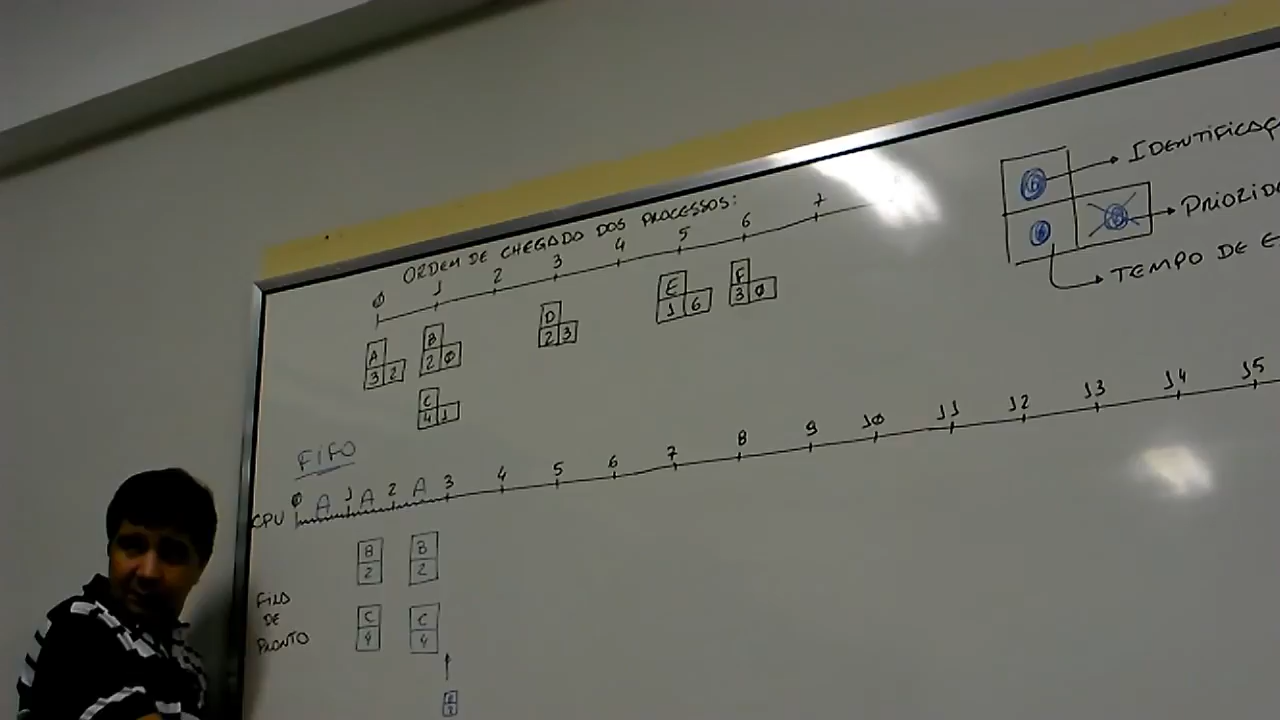 ORDEM DE CHEGADO DOS PROCESSOS:
0 1 2 3 4 5 6 7
A
3 2
B
2 0
C
4 1
D
2 3
E
1 6
F
3 0
IDENTIFICAÇ
PRIORIDA
TEMPO DE E
FIFO
0 1 2 3 4 5 6 7 8 9 10 11 12 13 14 15
CPU A A A
FILA
DE
PRONTO
B
2
B
2
C
4
C
4